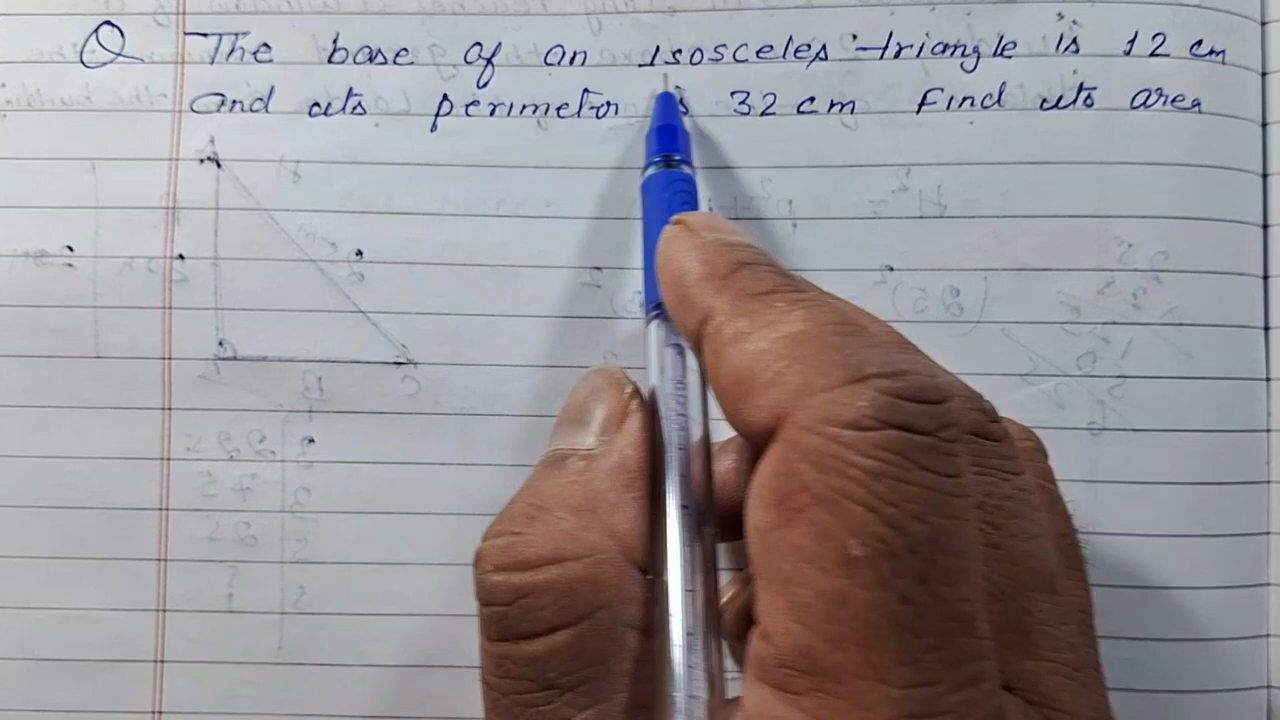 Q The base of an isosceles triangle is 12 cm
and its perimeter is 32 cm Find its area